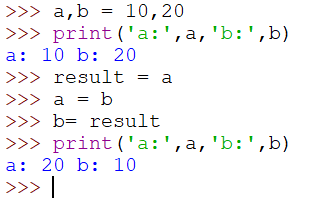 >>> a,b = 10,20
>>> print('a:',a,'b:',b)
a: 10 b: 20
>>> result = a
>>> a = b
>>> b= result
>>> print('a:',a,'b:',b)
a: 20 b: 10
>>>